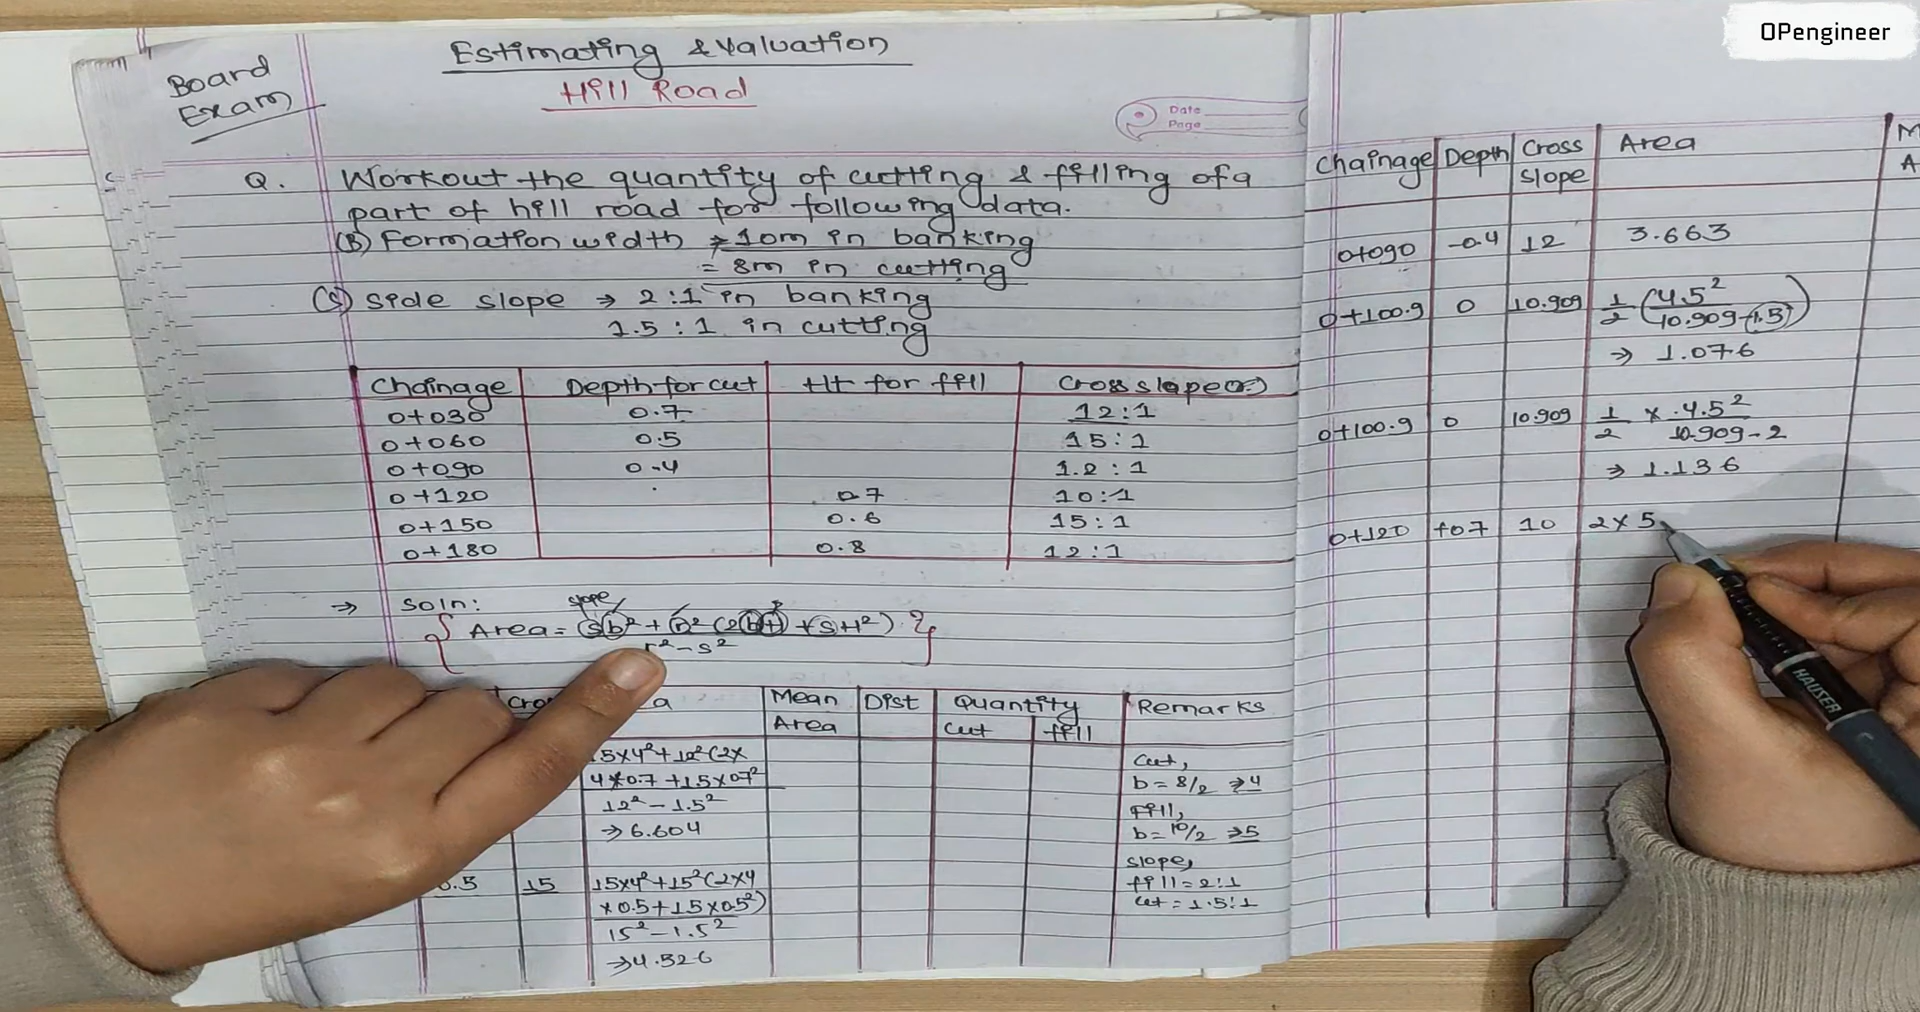 OPengineer
Board
Exam
Estimating & Valuation
Hill Road
Date
Page
Q. Workout the quantity of cutting & filling of a
part of hill road for following data.
(B) Formation width → 10m in banking
= 8m in cutting
(S) Side slope → 2:1 in banking
1.5:1 in cutting
Chainage Depth for cut Ht for fill Cross slope
0+030 0.7 12:1
0+060 0.5 15:1
0+090 0.4 1.2:1
0+120 0.7 10:1
0+150 0.6 15:1
0+180 0.8 12:1
⇒ Soln:
slope
Area = sb² + r² (2bH + SH²)
r² - s²
Area
Mean Area
Dist
Quantity
Cut fill
Remarks
1.5×4²+12²(2×
4×0.7+1.5×0.7²
12² - 1.5²
⇒ 6.604
0.5 15 1.5×4²+15²(2×4
×0.5+1.5×0.5²)
15² - 1.5²
⇒ 4.526
Cut,
b = 8/2 ⇒ 4
Fill,
b = 10/2 ⇒ 5
slope,
fill = 2:1
cut = 1.5:1
Chainage Depth Cross slope Area
0+090 -0.4 12 3.663
0+100.9 0 10.909 1/2 (4.5² / 10.909-1.5)
⇒ 1.076
0+100.9 0 10.909 1/2 × 4.5² / 10.909-2
⇒ 1.136
0+120 +0.7 10 2×5
HAUSER